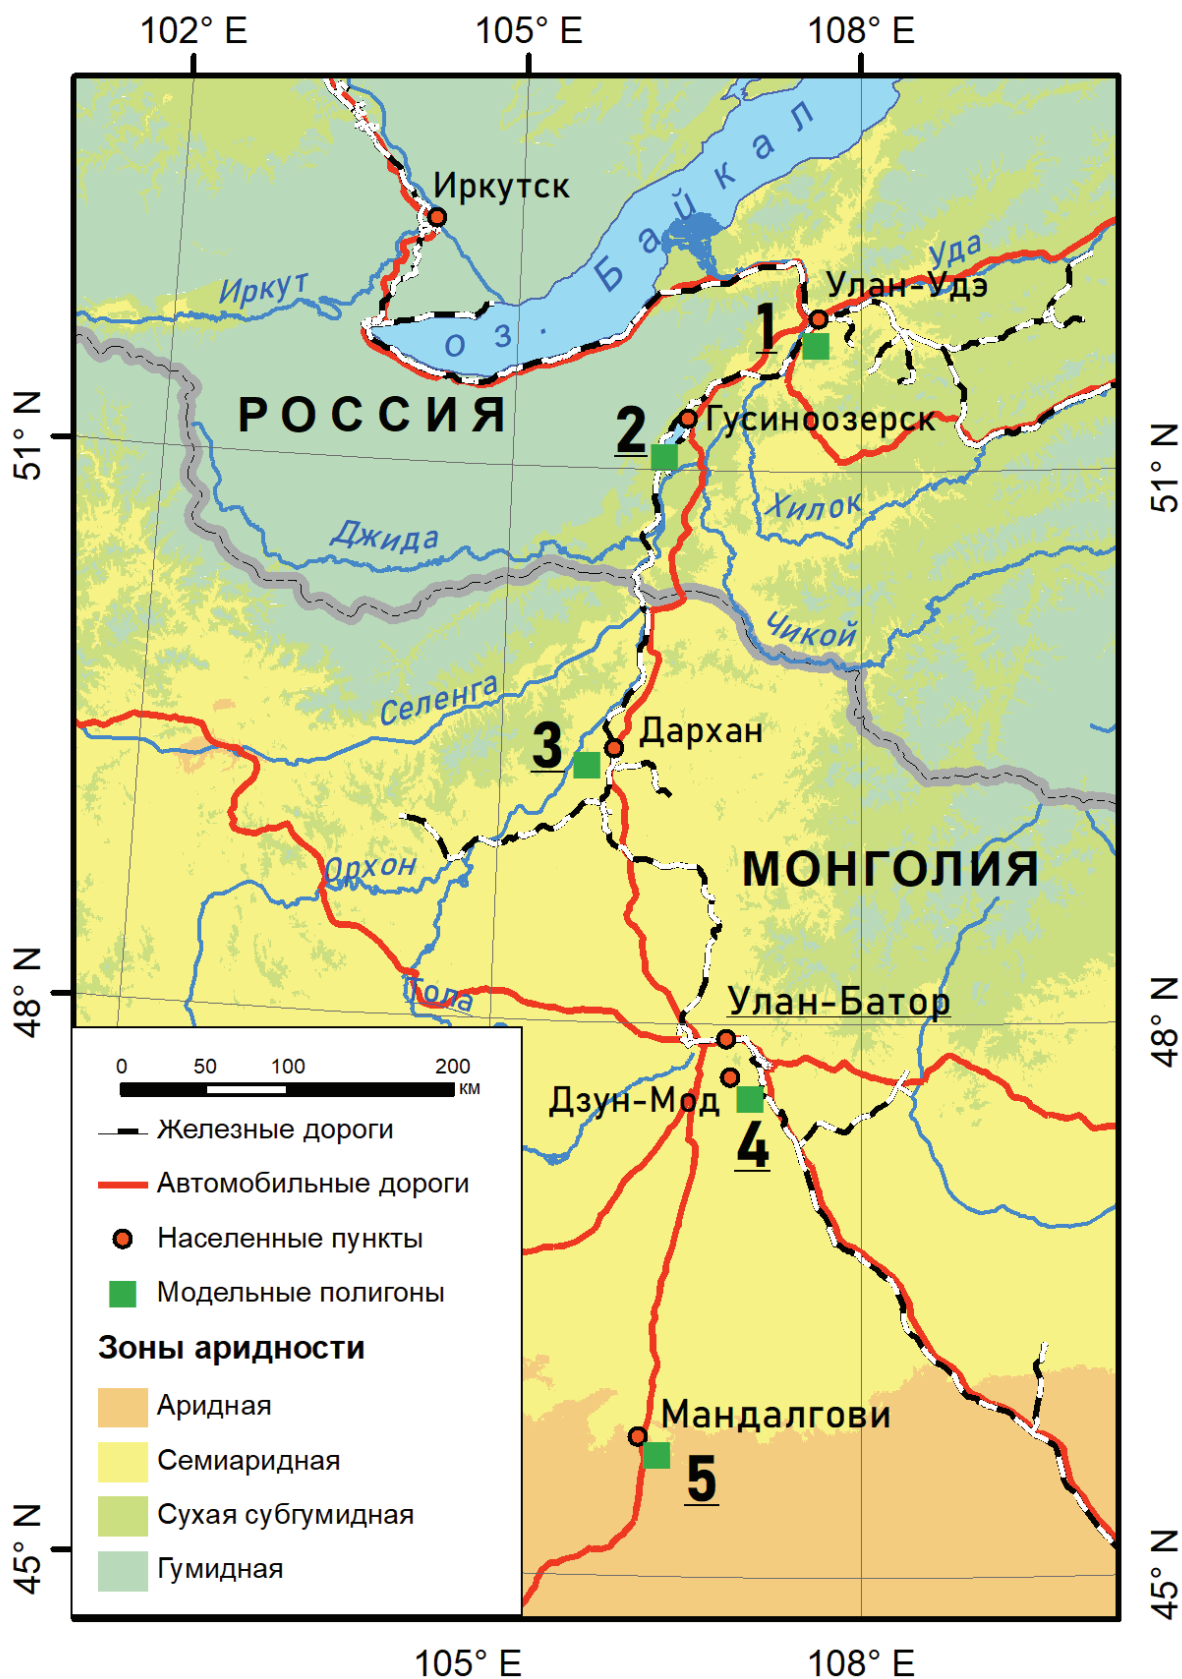 102° E 105° E 108° E
Иркутск
оз. Байкал
Иркут
Уда
Улан-Удэ
1
РОССИЯ
51° N
Гусиноозерск
2
51° N
Хилок
Джида
Чикой
Селенга
Дархан
3
Орхон
МОНГОЛИЯ
48° N
Тола
Улан-Батор
48° N
Дзун-Мод
4
0 50 100 200
км
Железные дороги
Автомобильные дороги
Населенные пункты
Модельные полигоны
Зоны аридности
Аридная
Семиаридная
Сухая субгумидная
Гумидная
Мандалгови
5
45° N
45° N
105° E 108° E